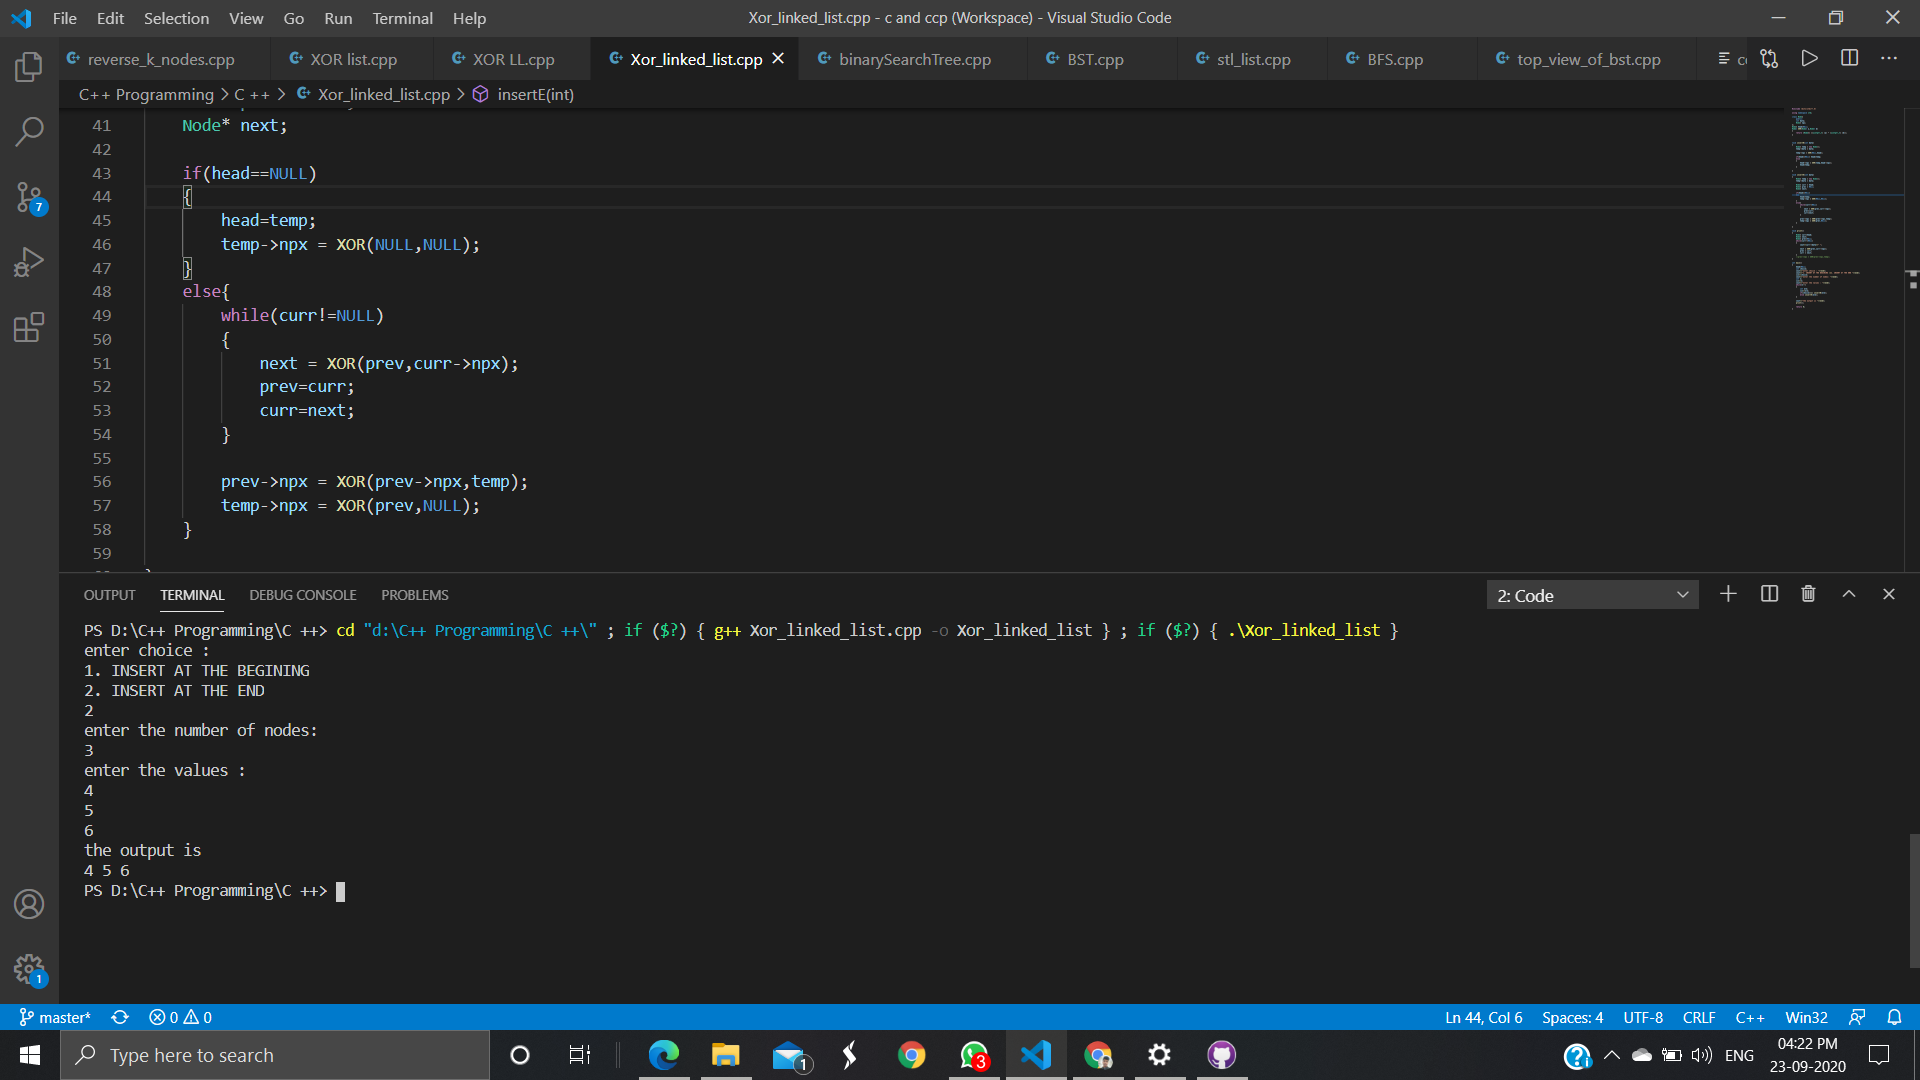 File Edit Selection View Go Run Terminal Help
Xor_linked_list.cpp - c and ccp (Workspace) - Visual Studio Code
reverse_k_nodes.cpp XOR list.cpp XOR LL.cpp Xor_linked_list.cpp binarySearchTree.cpp BST.cpp stl_list.cpp BFS.cpp top_view_of_bst.cpp
C++ Programming > C ++ > Xor_linked_list.cpp > insertE(int)
41 Node* next;
42
43 if(head==NULL)
44 {
45 head=temp;
46 temp->npx = XOR(NULL,NULL);
47 }
48 else{
49 while(curr!=NULL)
50 {
51 next = XOR(prev,curr->npx);
52 prev=curr;
53 curr=next;
54 }
55
56 prev->npx = XOR(prev->npx,temp);
57 temp->npx = XOR(prev,NULL);
58 }
59
OUTPUT TERMINAL DEBUG CONSOLE PROBLEMS
2: Code
PS D:\C++ Programming\C ++> cd "d:\C++ Programming\C ++\" ; if ($?) { g++ Xor_linked_list.cpp -o Xor_linked_list } ; if ($?) { .\Xor_linked_list }
enter choice :
1. INSERT AT THE BEGINING
2. INSERT AT THE END
2
enter the number of nodes:
3
enter the values :
4
5
6
the output is
4 5 6
PS D:\C++ Programming\C ++>
7
1
master* 0 0
Ln 44, Col 6 Spaces: 4 UTF-8 CRLF C++ Win32
Type here to search
1
3
ENG
04:22 PM
23-09-2020